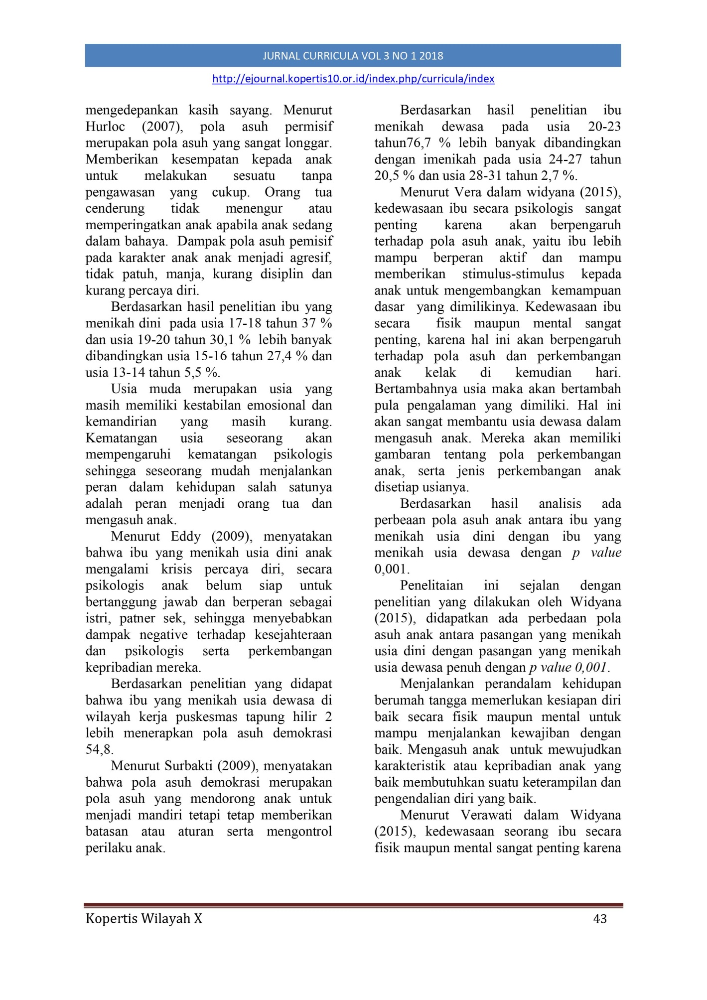 JURNAL CURRICULA VOL 3 NO 1 2018
http://ejournal.kopertis10.or.id/index.php/curricula/index
mengedepankan kasih sayang. Menurut
Hurloc (2007), pola asuh permisif
merupakan pola asuh yang sangat longgar.
Memberikan kesempatan kepada anak
untuk melakukan sesuatu tanpa
pengawasan yang cukup. Orang tua
cenderung tidak menengur atau
memperingatkan anak apabila anak sedang
dalam bahaya. Dampak pola asuh pemisif
pada karakter anak anak menjadi agresif,
tidak patuh, manja, kurang disiplin dan
kurang percaya diri.
Berdasarkan hasil penelitian ibu yang
menikah dini pada usia 17-18 tahun 37 %
dan usia 19-20 tahun 30,1 % lebih banyak
dibandingkan usia 15-16 tahun 27,4 % dan
usia 13-14 tahun 5,5 %.
Usia muda merupakan usia yang
masih memiliki kestabilan emosional dan
kemandirian yang masih kurang.
Kematangan usia seseorang akan
mempengaruhi kematangan psikologis
sehingga seseorang mudah menjalankan
peran dalam kehidupan salah satunya
adalah peran menjadi orang tua dan
mengasuh anak.
Menurut Eddy (2009), menyatakan
bahwa ibu yang menikah usia dini anak
mengalami krisis percaya diri, secara
psikologis anak belum siap untuk
bertanggung jawab dan berperan sebagai
istri, patner sek, sehingga menyebabkan
dampak negative terhadap kesejahteraan
dan psikologis serta perkembangan
kepribadian mereka.
Berdasarkan penelitian yang didapat
bahwa ibu yang menikah usia dewasa di
wilayah kerja puskesmas tapung hilir 2
lebih menerapkan pola asuh demokrasi
54,8.
Menurut Surbakti (2009), menyatakan
bahwa pola asuh demokrasi merupakan
pola asuh yang mendorong anak untuk
menjadi mandiri tetapi tetap memberikan
batasan atau aturan serta mengontrol
perilaku anak.
Berdasarkan hasil penelitian ibu
menikah dewasa pada usia 20-23
tahun76,7 % lebih banyak dibandingkan
dengan imenikah pada usia 24-27 tahun
20,5 % dan usia 28-31 tahun 2,7 %.
Menurut Vera dalam widyana (2015),
kedewasaan ibu secara psikologis sangat
penting karena akan berpengaruh
terhadap pola asuh anak, yaitu ibu lebih
mampu berperan aktif dan mampu
memberikan stimulus-stimulus kepada
anak untuk mengembangkan kemampuan
dasar yang dimilikinya. Kedewasaan ibu
secara fisik maupun mental sangat
penting, karena hal ini akan berpengaruh
terhadap pola asuh dan perkembangan
anak kelak di kemudian hari.
Bertambahnya usia maka akan bertambah
pula pengalaman yang dimiliki. Hal ini
akan sangat membantu usia dewasa dalam
mengasuh anak. Mereka akan memiliki
gambaran tentang pola perkembangan
anak, serta jenis perkembangan anak
disetiap usianya.
Berdasarkan hasil analisis ada
perbeaan pola asuh anak antara ibu yang
menikah usia dini dengan ibu yang
menikah usia dewasa dengan p value
0,001.
Penelitaian ini sejalan dengan
penelitian yang dilakukan oleh Widyana
(2015), didapatkan ada perbedaan pola
asuh anak antara pasangan yang menikah
usia dini dengan pasangan yang menikah
usia dewasa penuh dengan p value 0,001.
Menjalankan perandalam kehidupan
berumah tangga memerlukan kesiapan diri
baik secara fisik maupun mental untuk
mampu menjalankan kewajiban dengan
baik. Mengasuh anak untuk mewujudkan
karakteristik atau kepribadian anak yang
baik membutuhkan suatu keterampilan dan
pengendalian diri yang baik.
Menurut Verawati dalam Widyana
(2015), kedewasaan seorang ibu secara
fisik maupun mental sangat penting karena
Kopertis Wilayah X 43